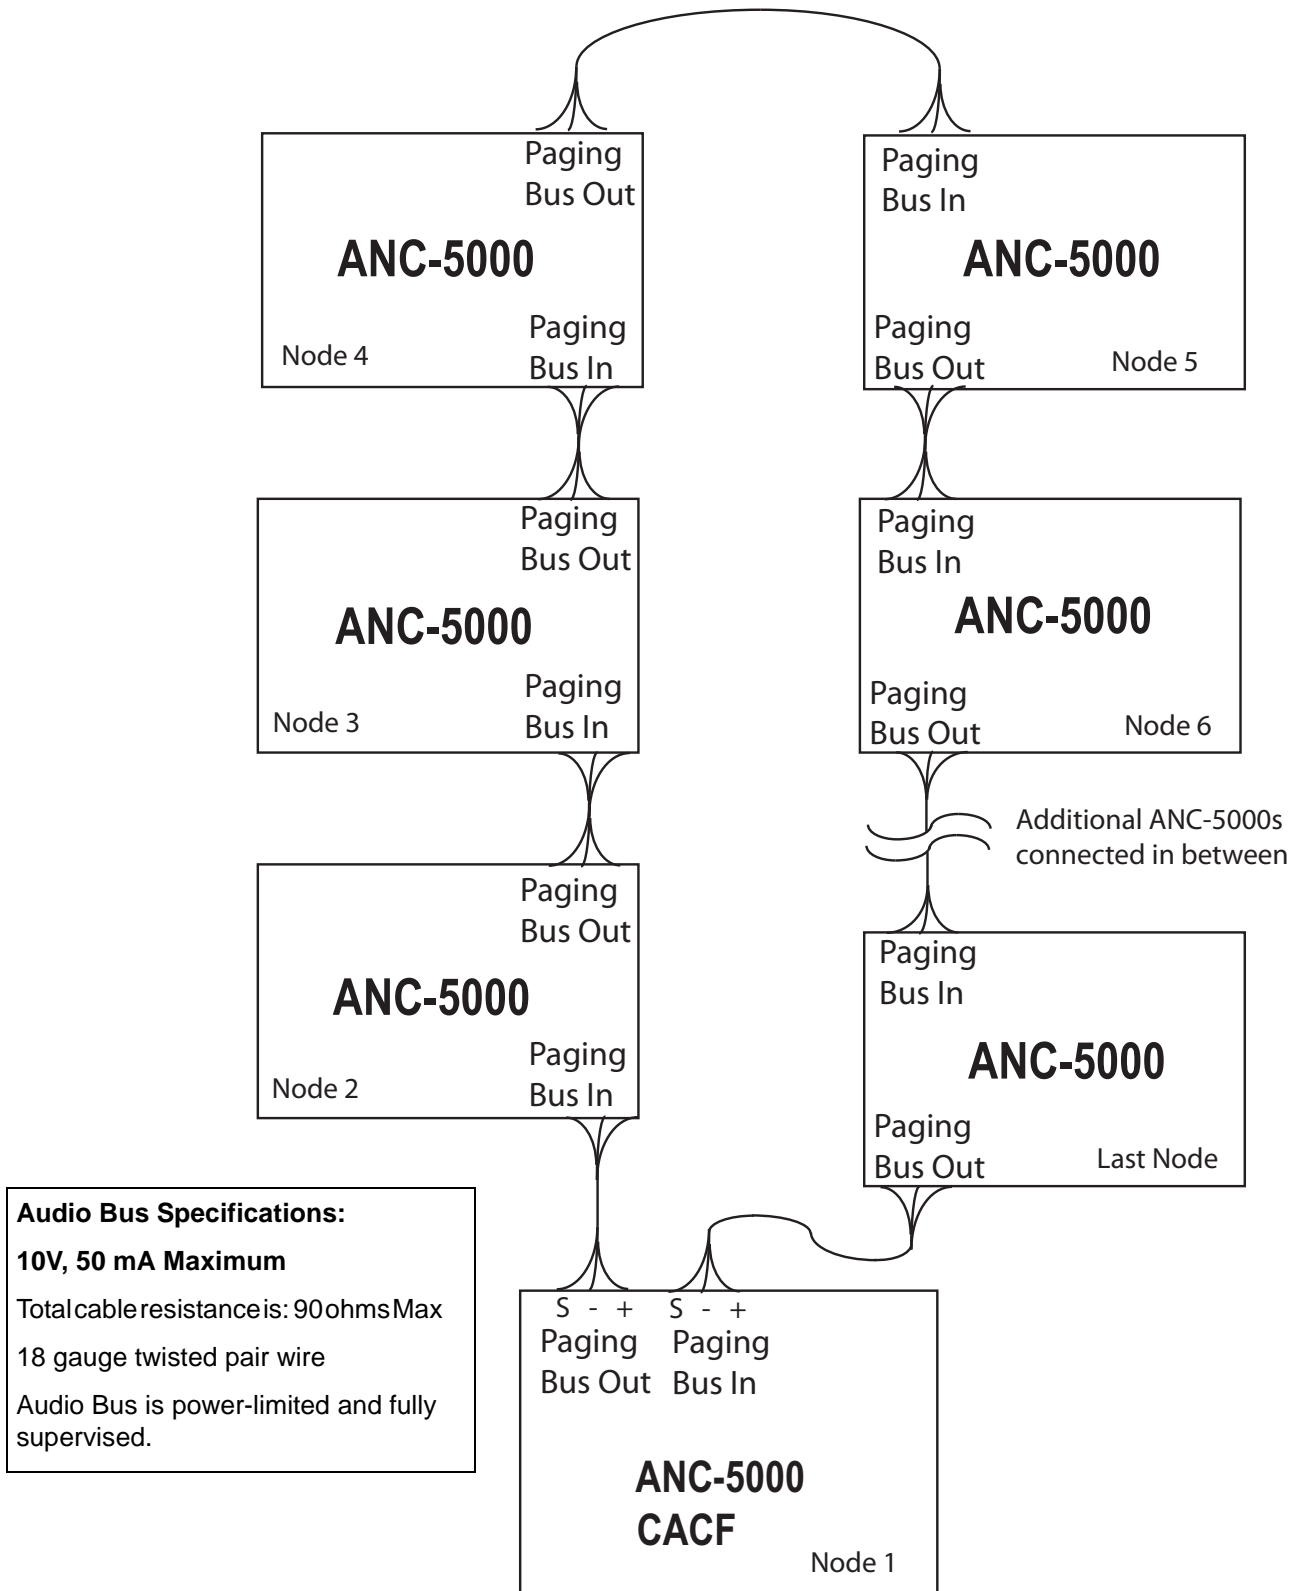 Paging
Bus Out
ANC-5000
Paging
Bus In
Node 4
Paging
Bus In
ANC-5000
Paging
Bus Out
Node 5
Paging
Bus Out
ANC-5000
Paging
Bus In
Node 3
Paging
Bus In
ANC-5000
Paging
Bus Out
Node 6
Additional ANC-5000s
connected in between
Paging
Bus Out
ANC-5000
Paging
Bus In
Node 2
Paging
Bus In
ANC-5000
Paging
Bus Out
Last Node
Audio Bus Specifications:
10V, 50 mA Maximum
Total cable resistance is: 90 ohms Max
18 gauge twisted pair wire
Audio Bus is power-limited and fully
supervised.
S - + S - +
Paging Paging
Bus Out Bus In
ANC-5000
CACF
Node 1